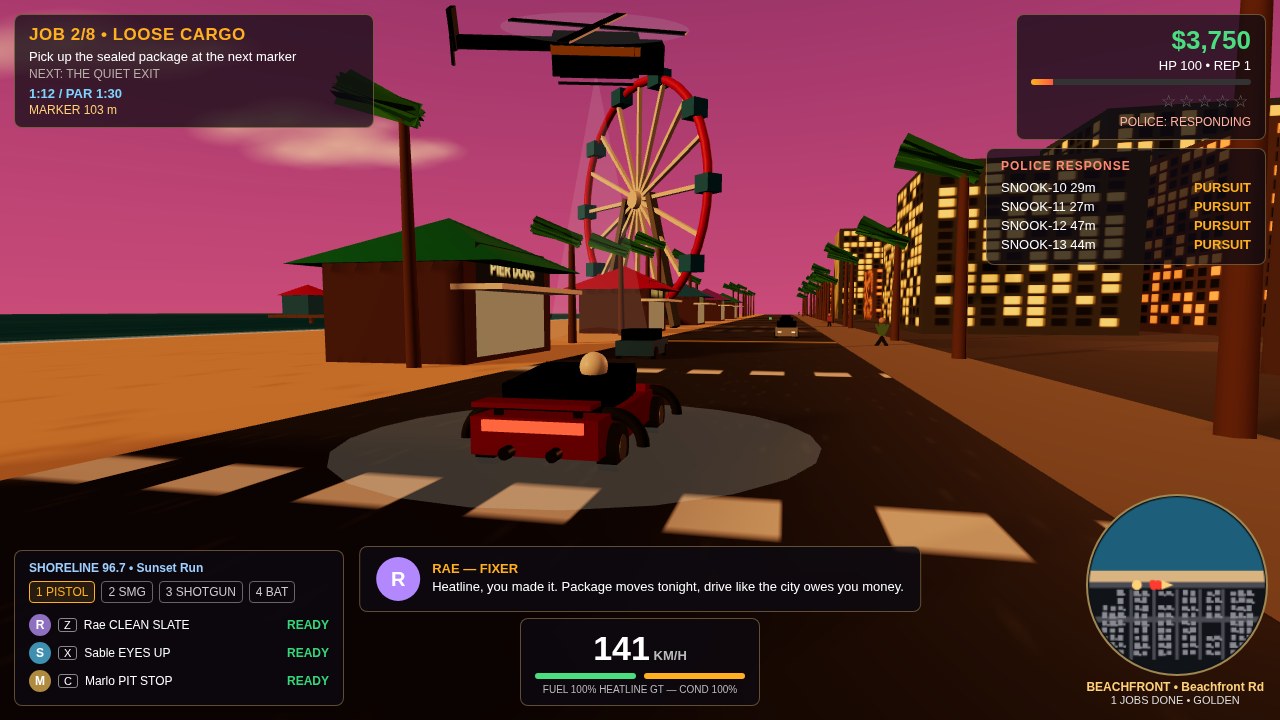 JOB 2/8 • LOOSE CARGO
Pick up the sealed package at the next marker
NEXT: THE QUIET EXIT
1:12 / PAR 1:30
MARKER 103 m
$3,750
HP 100 • REP 1
☆☆☆☆☆
POLICE: RESPONDING
POLICE RESPONSE
SNOOK-10 29m PURSUIT
SNOOK-11 27m PURSUIT
SNOOK-12 47m PURSUIT
SNOOK-13 44m PURSUIT
PIER DOGS
SHORELINE 96.7 • Sunset Run
1 PISTOL 2 SMG 3 SHOTGUN 4 BAT
R Z Rae CLEAN SLATE READY
S X Sable EYES UP READY
M C Marlo PIT STOP READY
R
RAE – FIXER
Heatline, you made it. Package moves tonight, drive like the city owes you money.
141 KM/H
FUEL 100% HEATLINE GT — COND 100%
BEACHFRONT • Beachfront Rd
1 JOBS DONE • GOLDEN